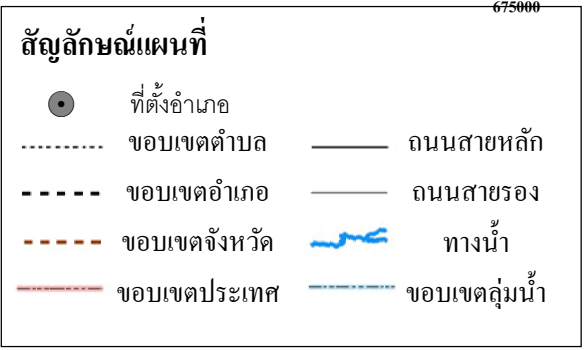 675000
สัญลักษณ์แผนที่
ที่ตั้งอำเภอ
ขอบเขตตำบล ถนนสายหลัก
ขอบเขตอำเภอ ถนนสายรอง
ขอบเขตจังหวัด ทางน้ำ
ขอบเขตประเทศ ขอบเขตลุ่มน้ำ